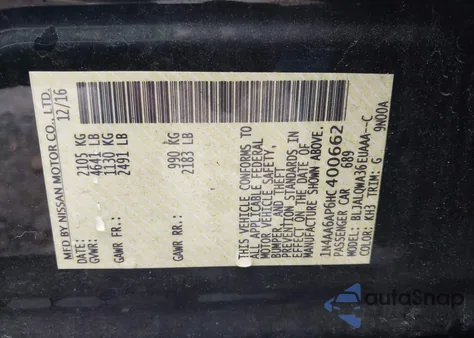 MFD BY NISSAN MOTOR CO., LTD.
12/16
GVWR: 2105 KG
4641 LB
GAWR FR: 1130 KG
2491 LB
GAWR RR: 990 KG
2183 LB
THIS VEHICLE CONFORMS TO
ALL APPLICABLE FEDERAL
MOTOR VEHICLE SAFETY,
BUMPER, AND THEFT
PREVENTION STANDARDS IN
EFFECT ON THE DATE OF
MANUFACTURE SHOWN ABOVE.
1N4AA6AP6HC400662
PASSENGER CAR 689
BLJALQWA36EUAAA--C
COLOR: KH3 TRIM: G 9N00A
AutoSnap